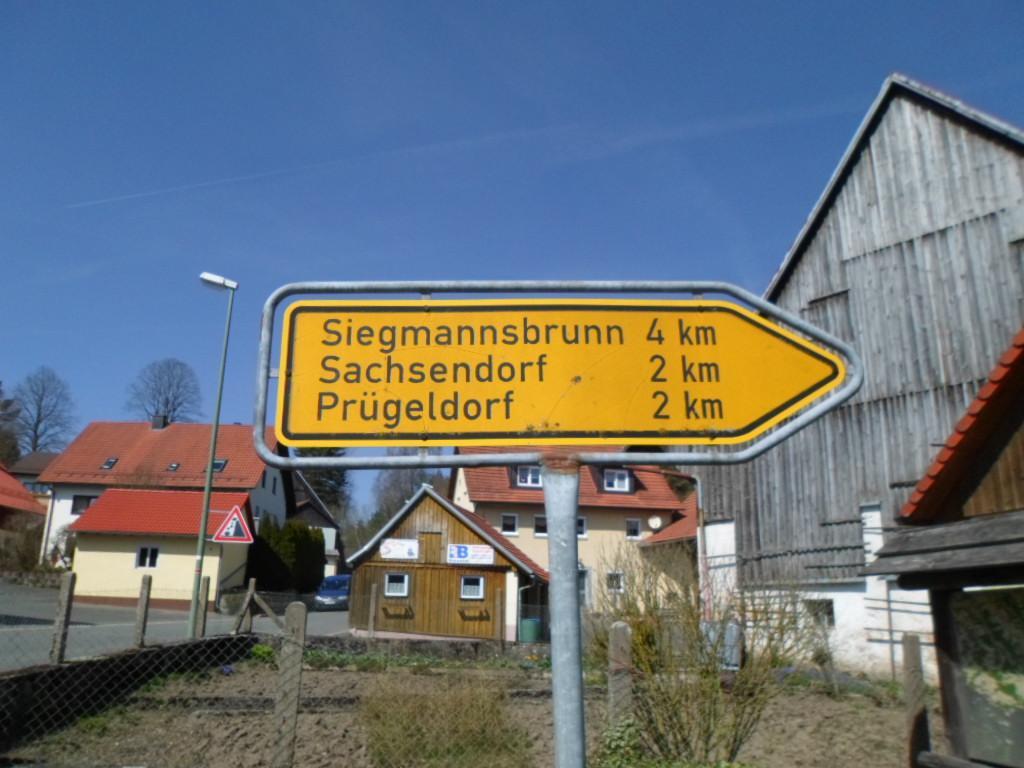 Siegmannsbrunn 4 km
Sachsendorf 2 km
Prügeldorf 2 km
B